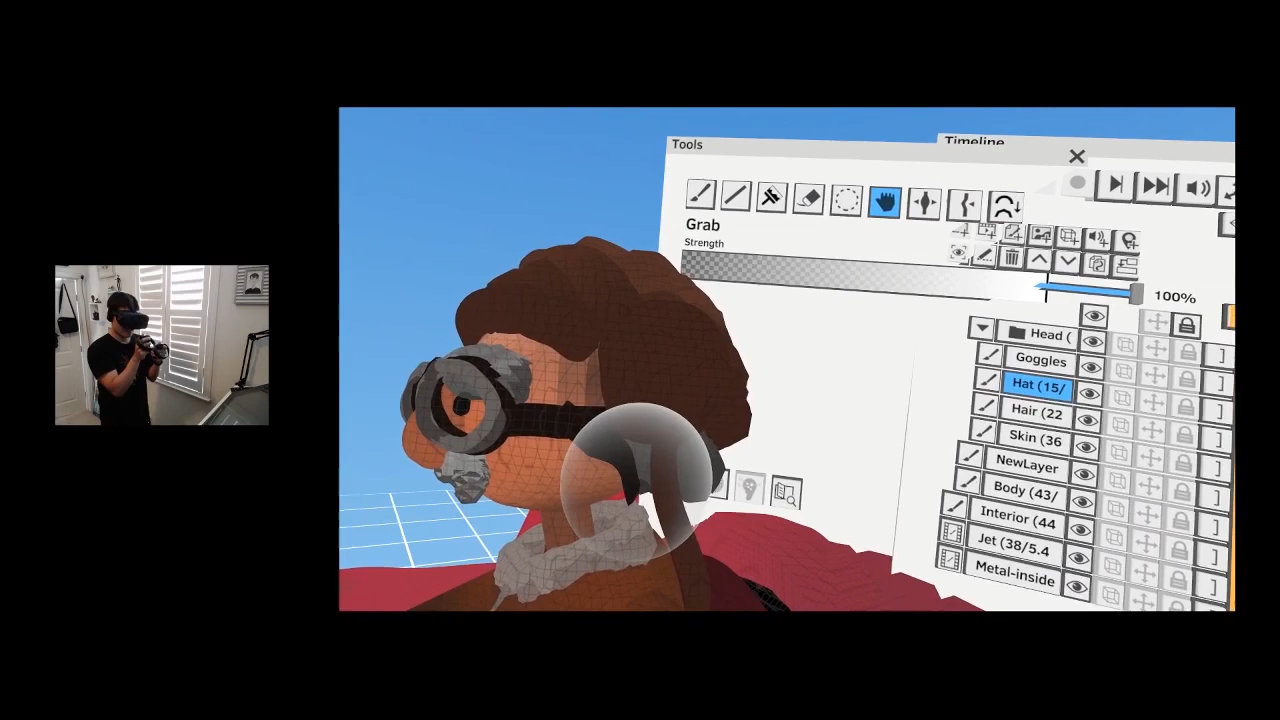 Tools
Timeline
Grab
Strength
100%
Head (
Goggles
Hat (15/
Hair (22
Skin (36
NewLayer
Body (43/
Interior (44
Jet (38/5.4
Metal-inside